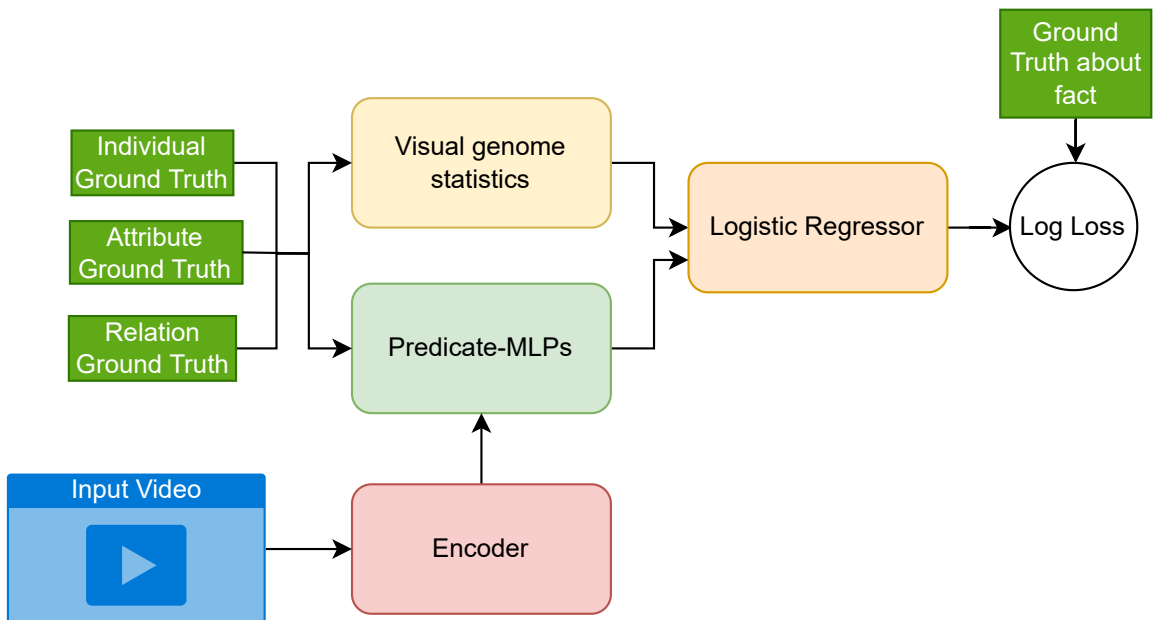 Ground
Truth about
fact
Individual
Ground Truth
Visual genome
statistics
Attribute
Ground Truth
Logistic Regressor
Log Loss
Relation
Ground Truth
Predicate-MLPs
Input Video
Encoder